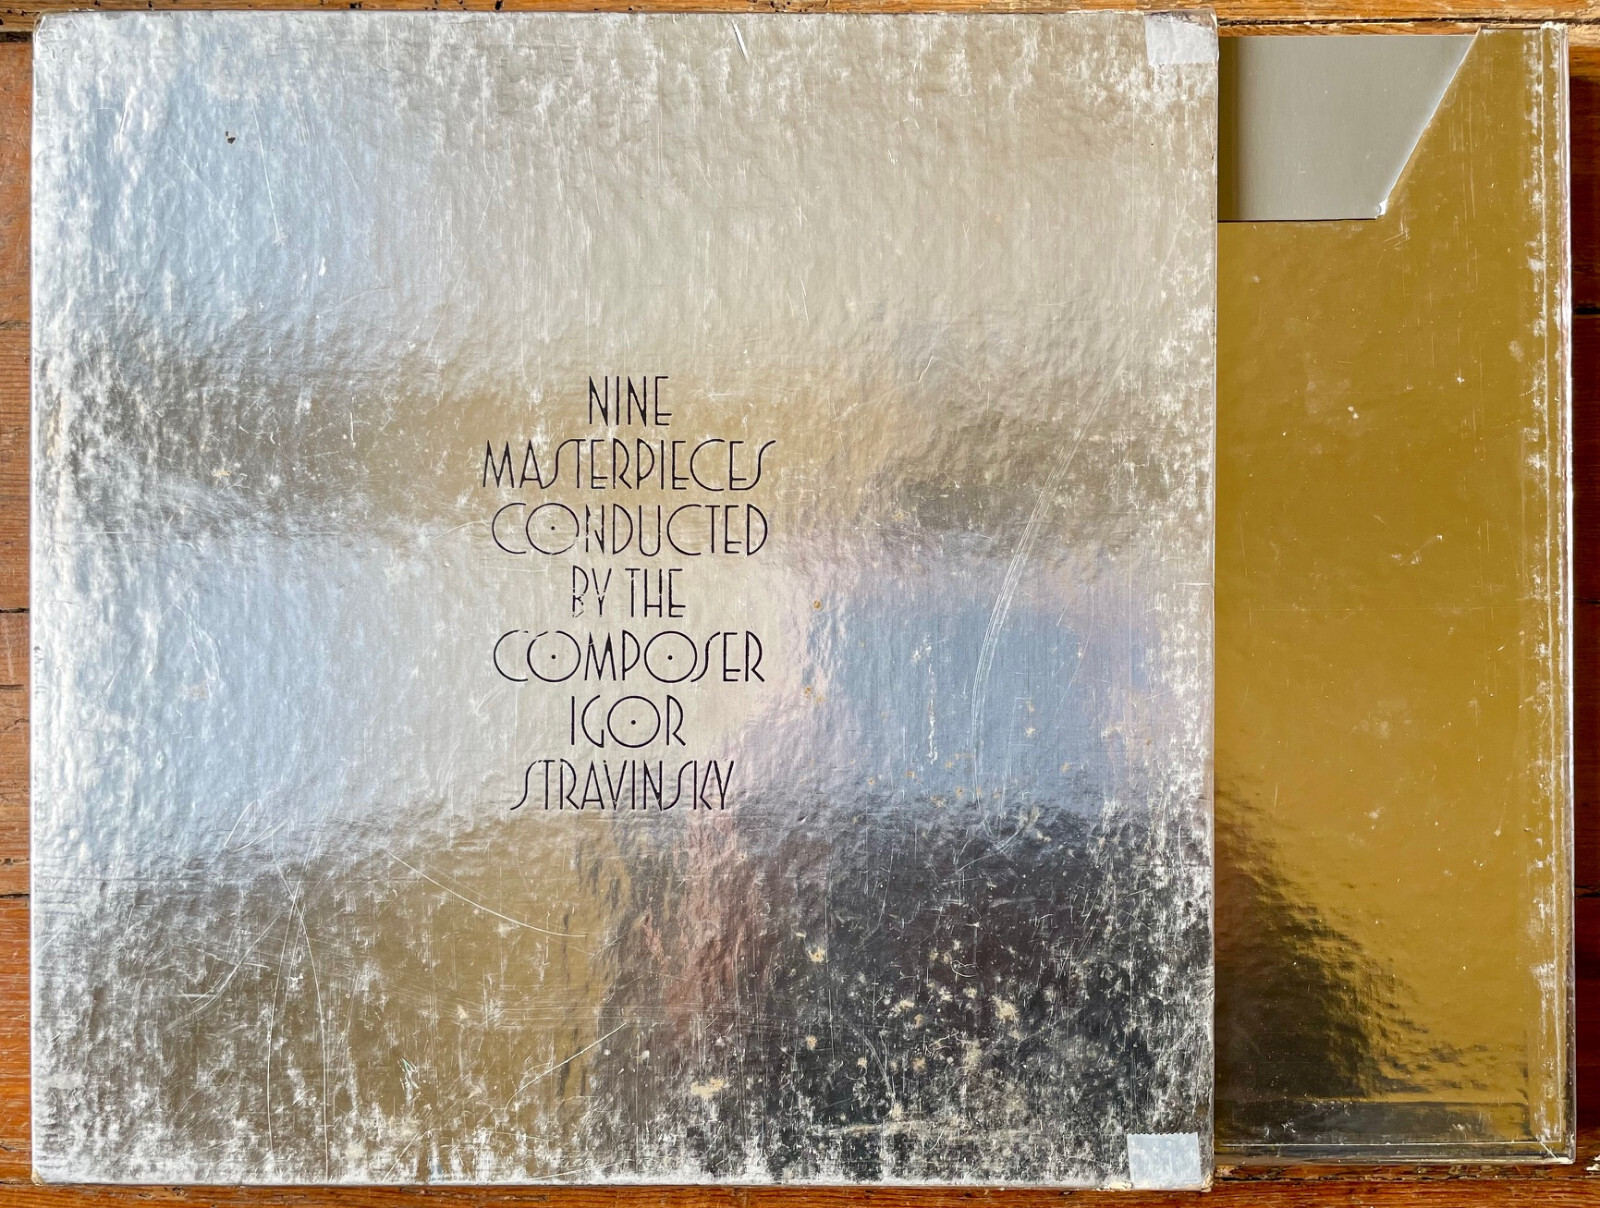 NINE
MASTERPIECES
CONDUCTED
BY THE
COMPOSER
IGOR
STRAVINSKY